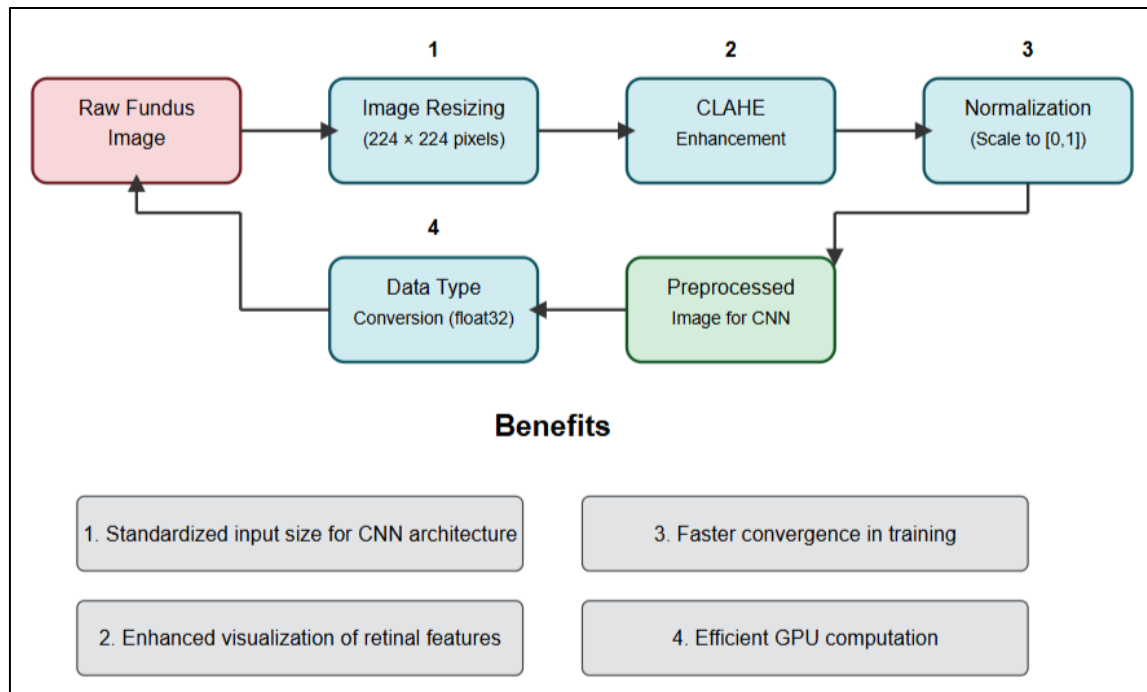 1
2
3
Raw Fundus
Image
Image Resizing
(224 × 224 pixels)
CLAHE
Enhancement
Normalization
(Scale to [0,1])
4
Data Type
Conversion (float32)
Preprocessed
Image for CNN
Benefits
1. Standardized input size for CNN architecture
3. Faster convergence in training
2. Enhanced visualization of retinal features
4. Efficient GPU computation